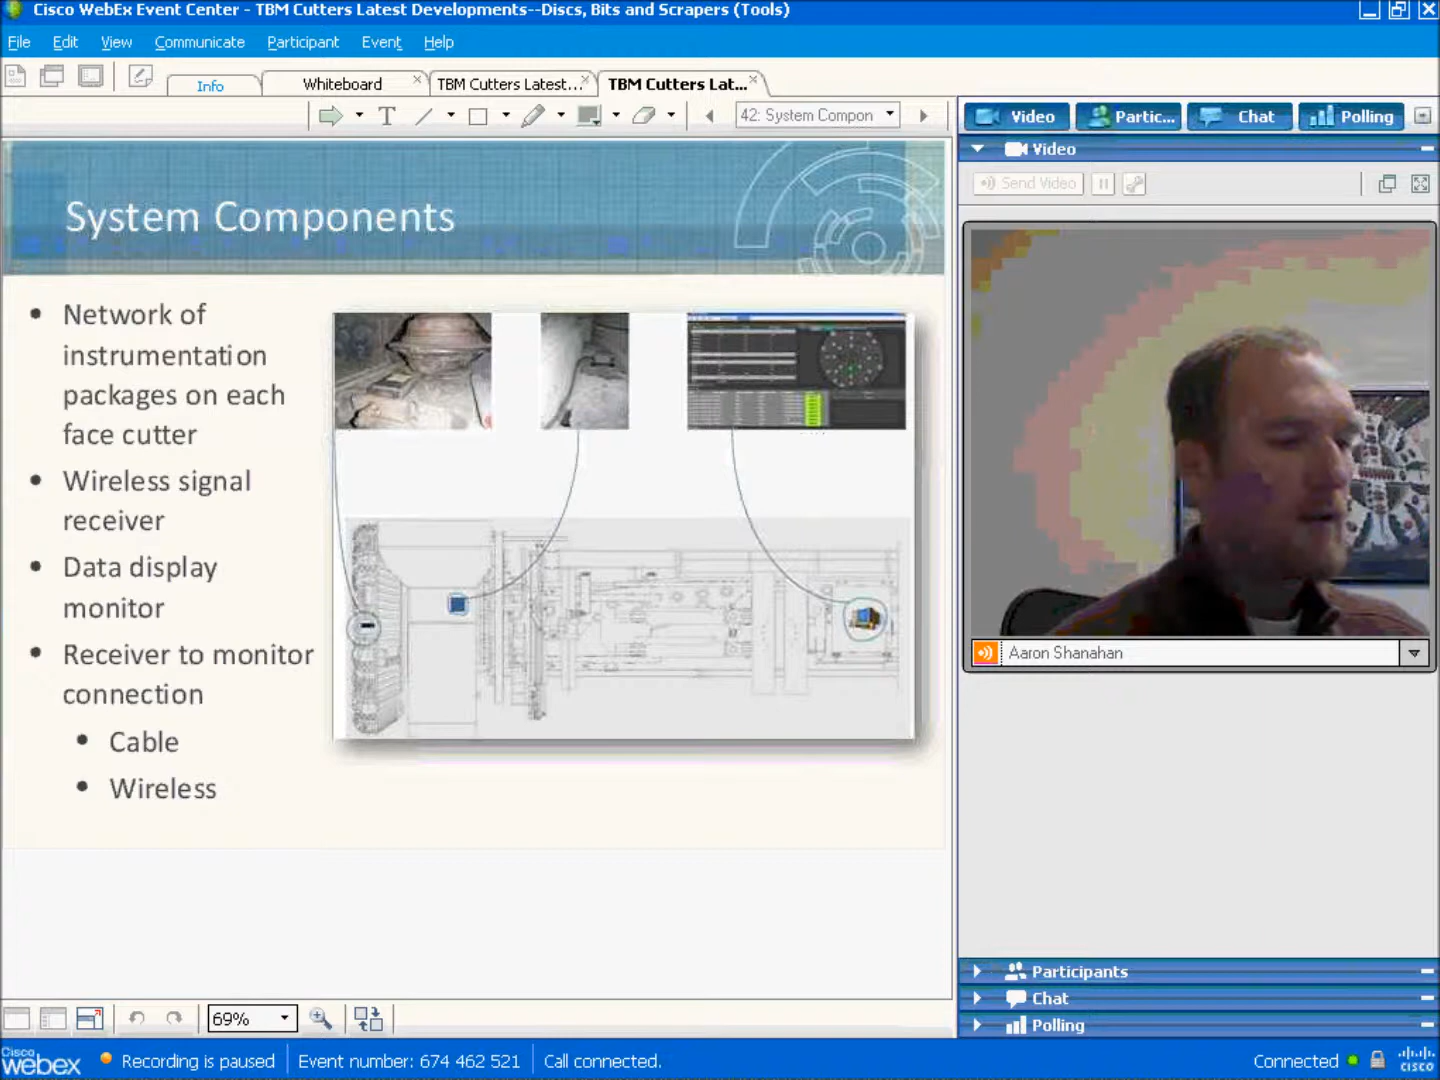 Cisco WebEx Event Center - TBM Cutters Latest Developments--Discs, Bits and Scrapers (Tools)
File Edit View Communicate Participant Event Help
Info Whiteboard TBM Cutters Latest... TBM Cutters Lat...
T 42: System Compon
Video Partic... Chat Polling
Video
Send Video
System Components
• Network of
instrumentation
packages on each
face cutter
• Wireless signal
receiver
• Data display
monitor
• Receiver to monitor
connection
• Cable
• Wireless
Aaron Shanahan
Participants
Chat
Polling
69%
Cisco
webex
Recording is paused Event number: 674 462 521 Call connected. Connected
CISCO